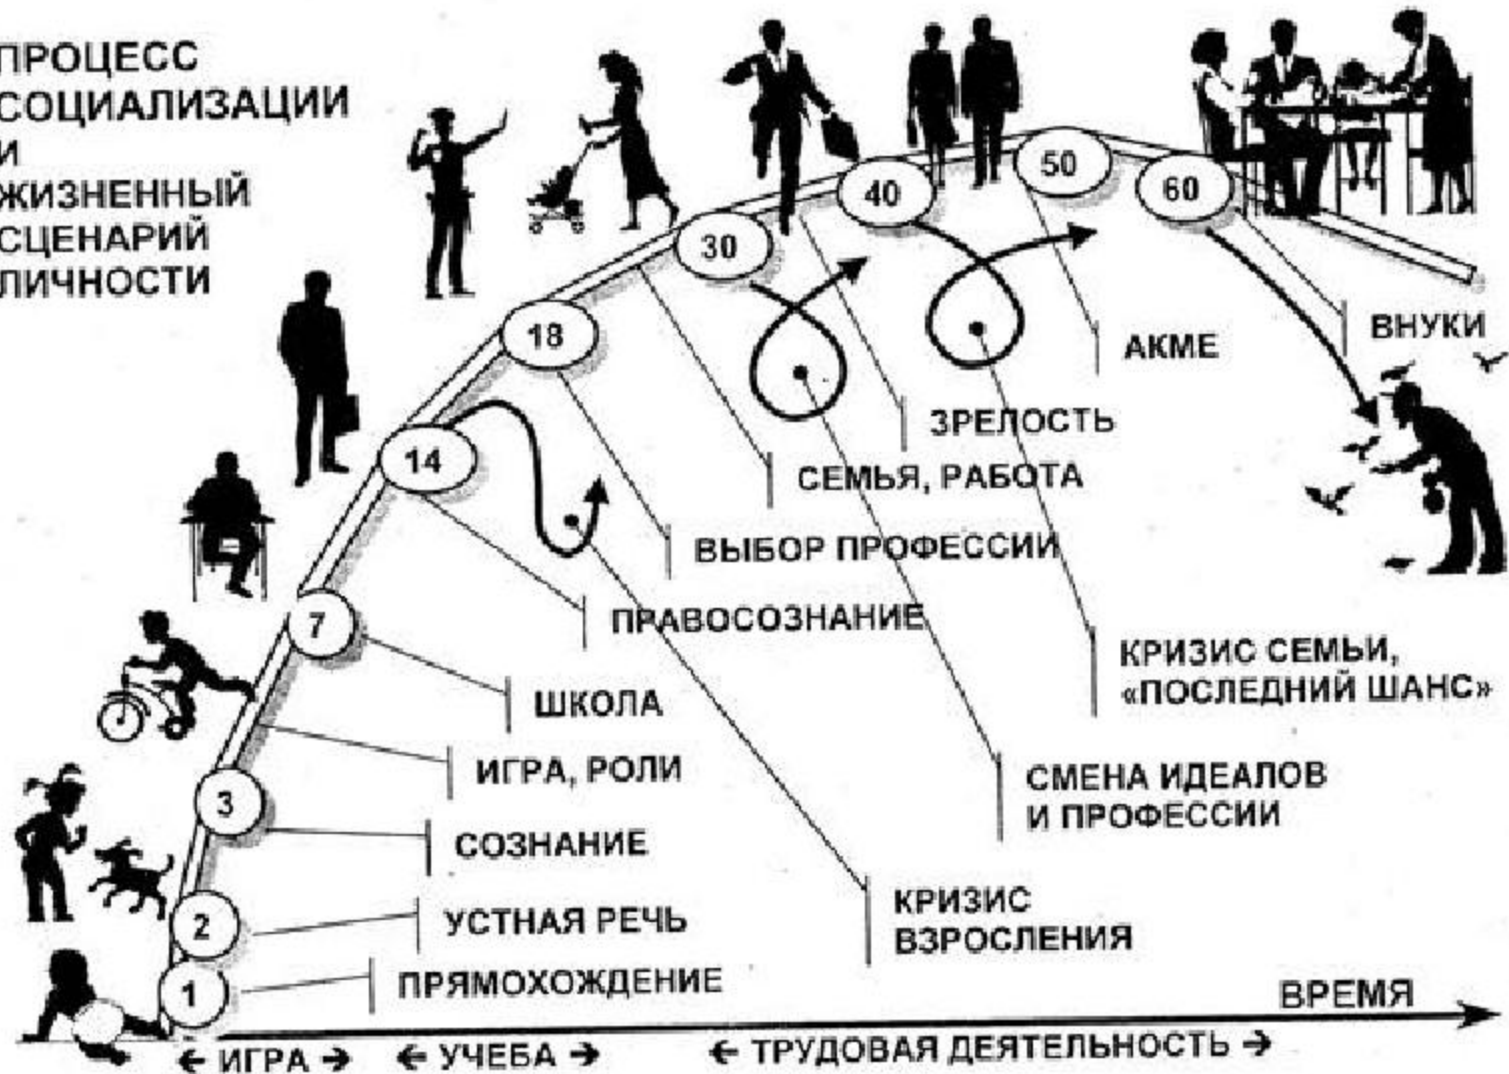 ПРОЦЕСС
СОЦИАЛИЗАЦИИ
И
ЖИЗНЕННЫЙ
СЦЕНАРИЙ
ЛИЧНОСТИ
50
60
40
30
18
14
7
3
2
1
ВНУКИ
АКМЕ
ЗРЕЛОСТЬ
СЕМЬЯ, РАБОТА
ВЫБОР ПРОФЕССИИ
ПРАВОСОЗНАНИЕ
КРИЗИС СЕМЬИ,
«ПОСЛЕДНИЙ ШАНС»
ШКОЛА
ИГРА, РОЛИ
СМЕНА ИДЕАЛОВ
И ПРОФЕССИИ
СОЗНАНИЕ
КРИЗИС
ВЗРОСЛЕНИЯ
УСТНАЯ РЕЧЬ
ПРЯМОХОЖДЕНИЕ
ВРЕМЯ
← ИГРА → ← УЧЕБА → ← ТРУДОВАЯ ДЕЯТЕЛЬНОСТЬ →